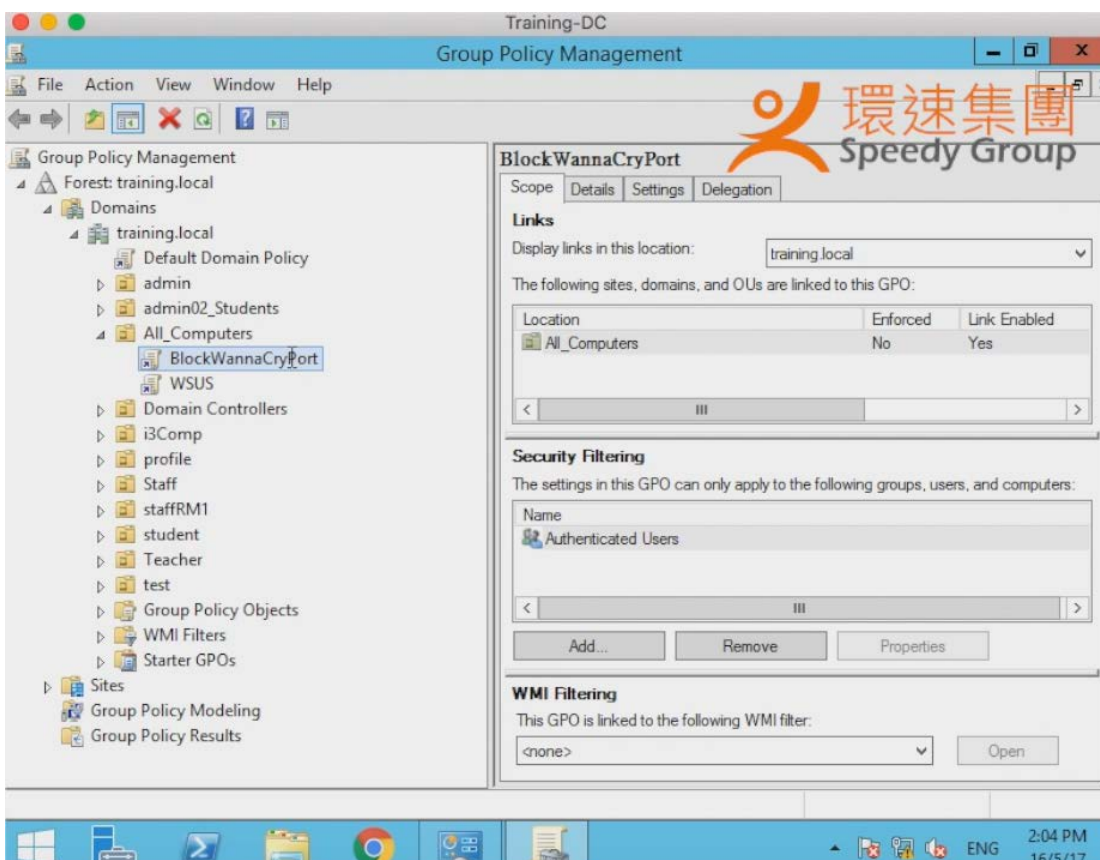 Training-DC
Group Policy Management
File Action View Window Help
環速集團
Speedy Group
Group Policy Management
Forest: training.local
Domains
training.local
Default Domain Policy
admin
admin02_Students
All_Computers
BlockWannaCryPort
WSUS
Domain Controllers
i3Comp
profile
Staff
staffRM1
student
Teacher
test
Group Policy Objects
WMI Filters
Starter GPOs
Sites
Group Policy Modeling
Group Policy Results
BlockWannaCryPort
Scope Details Settings Delegation
Links
Display links in this location: training.local
The following sites, domains, and OUs are linked to this GPO:
Location Enforced Link Enabled
All_Computers No Yes
Security Filtering
The settings in this GPO can only apply to the following groups, users, and computers:
Name
Authenticated Users
Add... Remove Properties
WMI Filtering
This GPO is linked to the following WMI filter:
<none> Open
ENG 2:04 PM
16/5/17